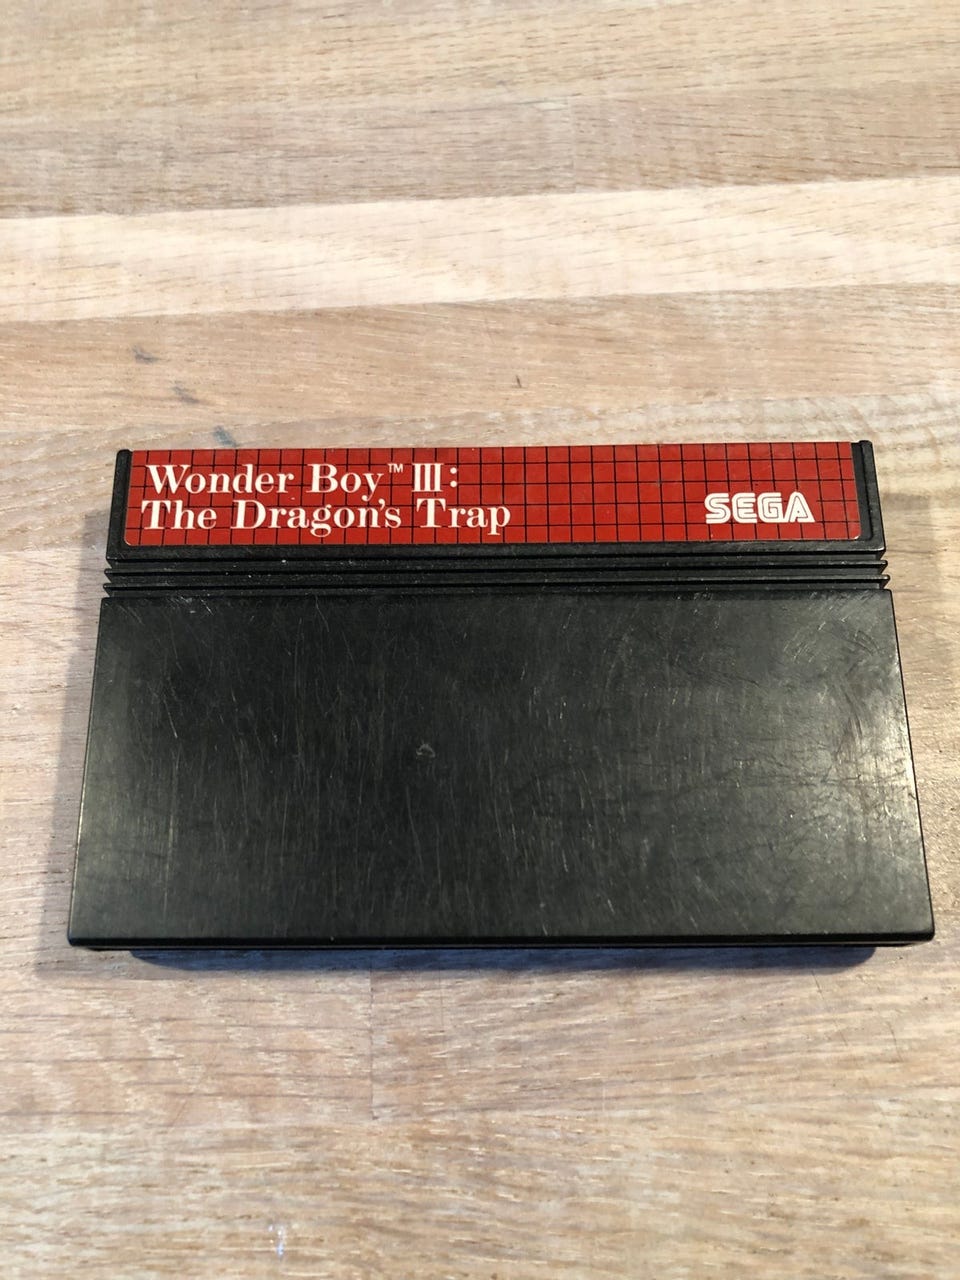 Wonder Boy™ III:
The Dragon's Trap
SEGA